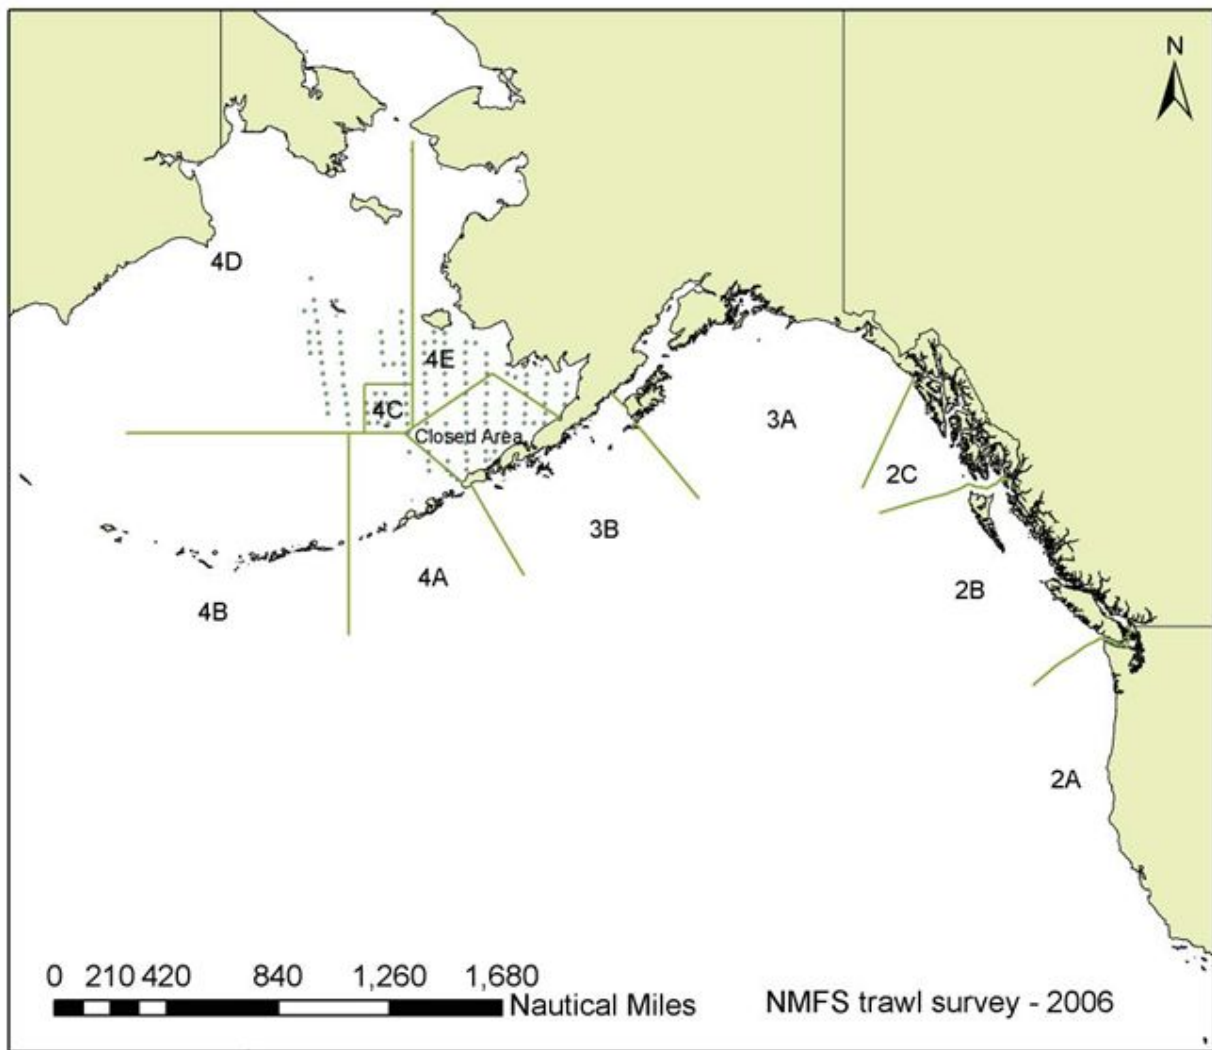 N
4D
4E
4C
Closed Area
3A
2C
3B
4A
2B
4B
2A
0 210 420 840 1,260 1,680
Nautical Miles
NMFS trawl survey - 2006